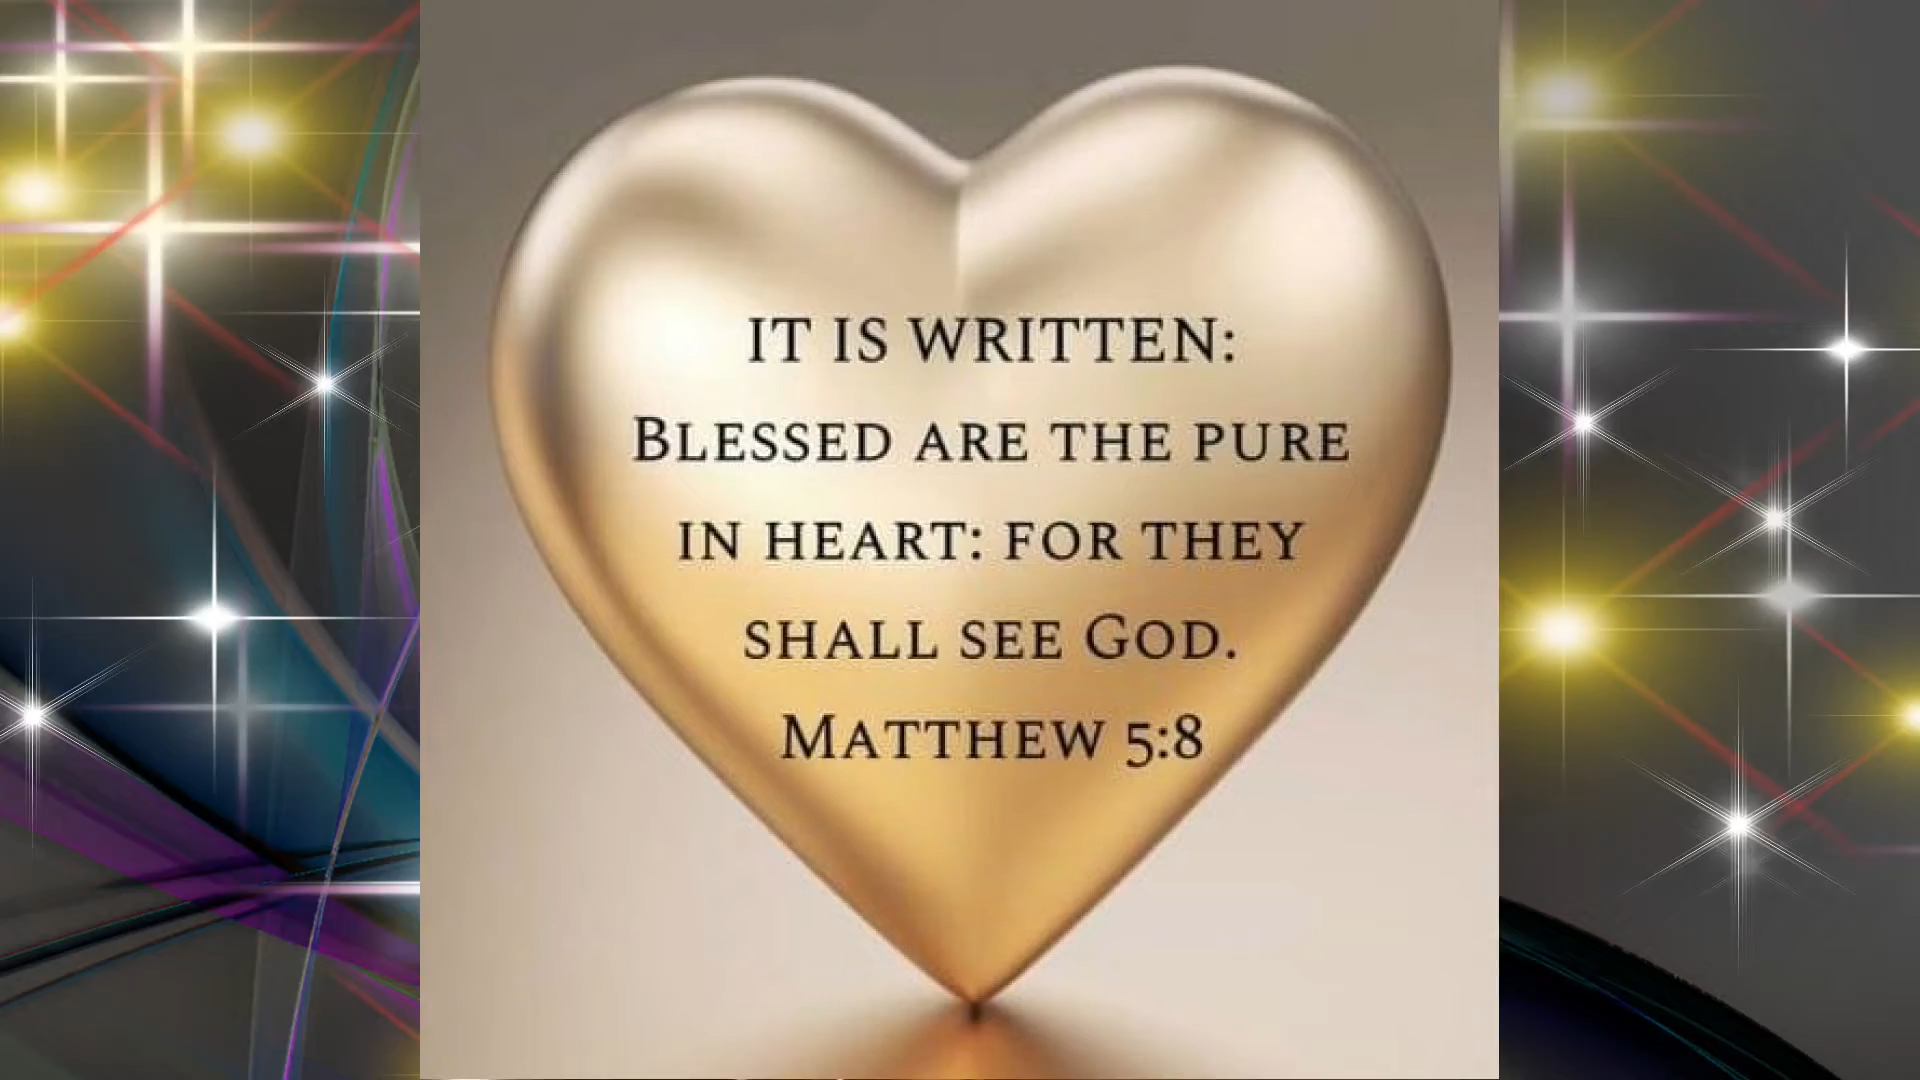 IT IS WRITTEN:
BLESSED ARE THE PURE
IN HEART: FOR THEY
SHALL SEE GOD.
MATTHEW 5:8